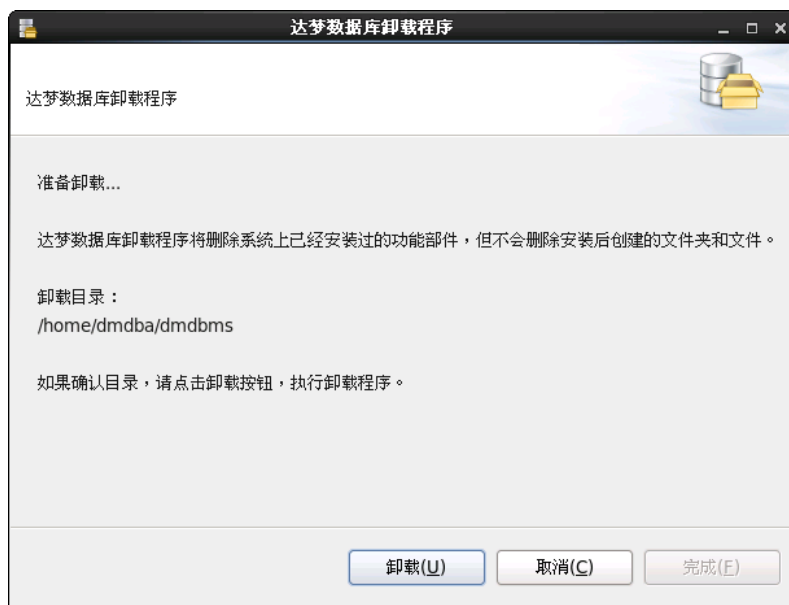 达梦数据库卸载程序
达梦数据库卸载程序
准备卸载...
达梦数据库卸载程序将删除系统上已经安装过的功能部件，但不会删除安装后创建的文件夹和文件。
卸载目录：
/home/dmdba/dmdbms
如果确认目录，请点击卸载按钮，执行卸载程序。
卸载(U) 取消(C) 完成(F)